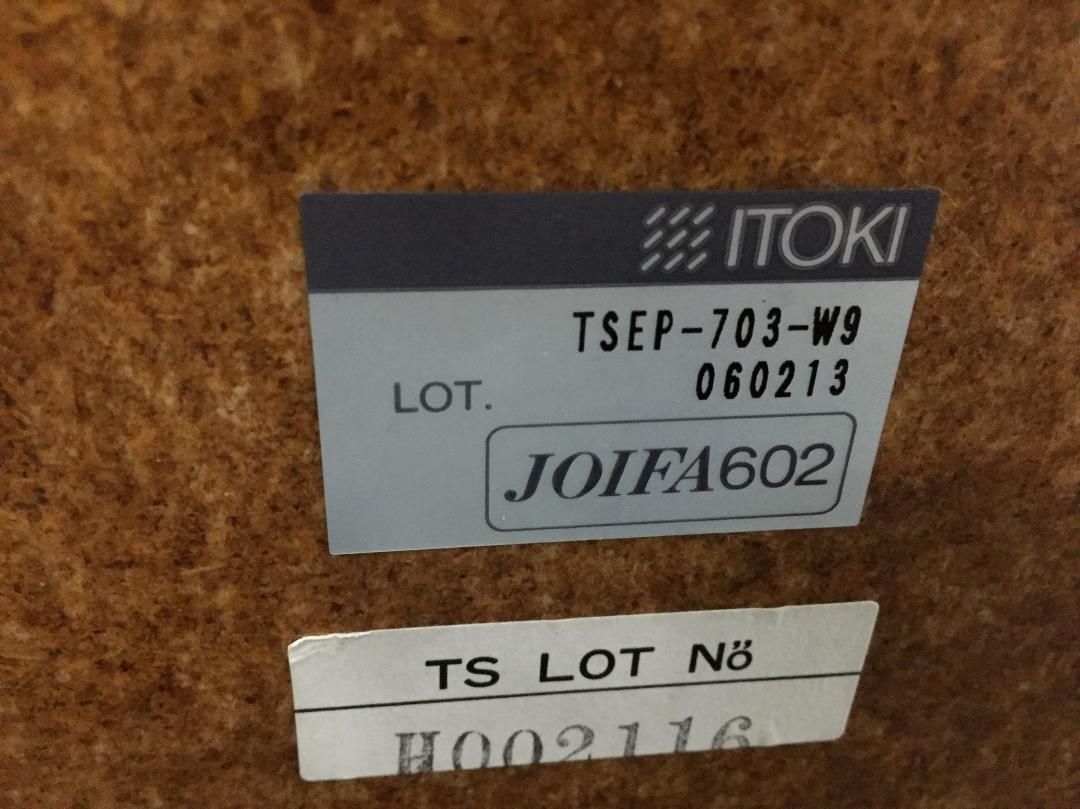 ITOKI
TSEP-703-W9
LOT. 060213
JOIFA602
TS LOT Nö
H002116